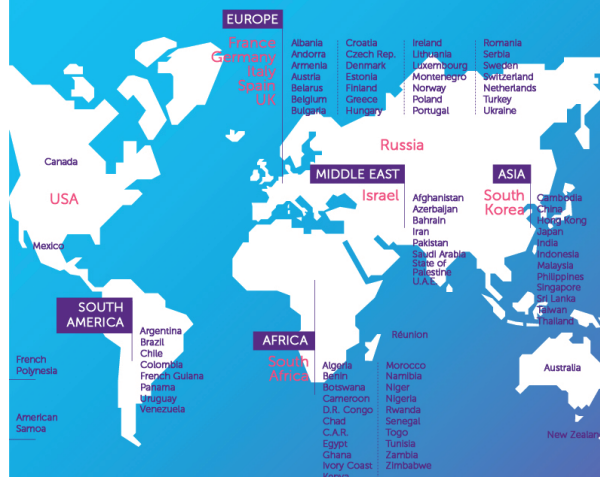 EUROPE
France
Germany
Italy
Spain
UK
Albania
Andorra
Armenia
Austria
Belarus
Belgium
Bulgaria
Croatia
Czech Rep.
Denmark
Estonia
Finland
Greece
Hungary
Ireland
Lithuania
Luxembourg
Montenegro
Norway
Poland
Portugal
Romania
Serbia
Sweden
Switzerland
Netherlands
Turkey
Ukraine
Russia
Canada
USA
Mexico
MIDDLE EAST
Israel
Afghanistan
Azerbaijan
Bahrain
Iran
Pakistan
Saudi Arabia
State of
Palestine
U.A.E.
ASIA
South
Korea
Cambodia
China
Hong Kong
Japan
India
Indonesia
Malaysia
Philippines
Singapore
Sri Lanka
Taiwan
Thailand
SOUTH
AMERICA
Argentina
Brazil
Chile
Colombia
French Guiana
Panama
Uruguay
Venezuela
French
Polynesia
American
Samoa
AFRICA
South
Africa
Réunion
Algeria
Benin
Botswana
Cameroon
D.R. Congo
Chad
C.A.R.
Egypt
Ghana
Ivory Coast
Kenya
Morocco
Namibia
Niger
Nigeria
Rwanda
Senegal
Togo
Tunisia
Zambia
Zimbabwe
Australia
New Zealan